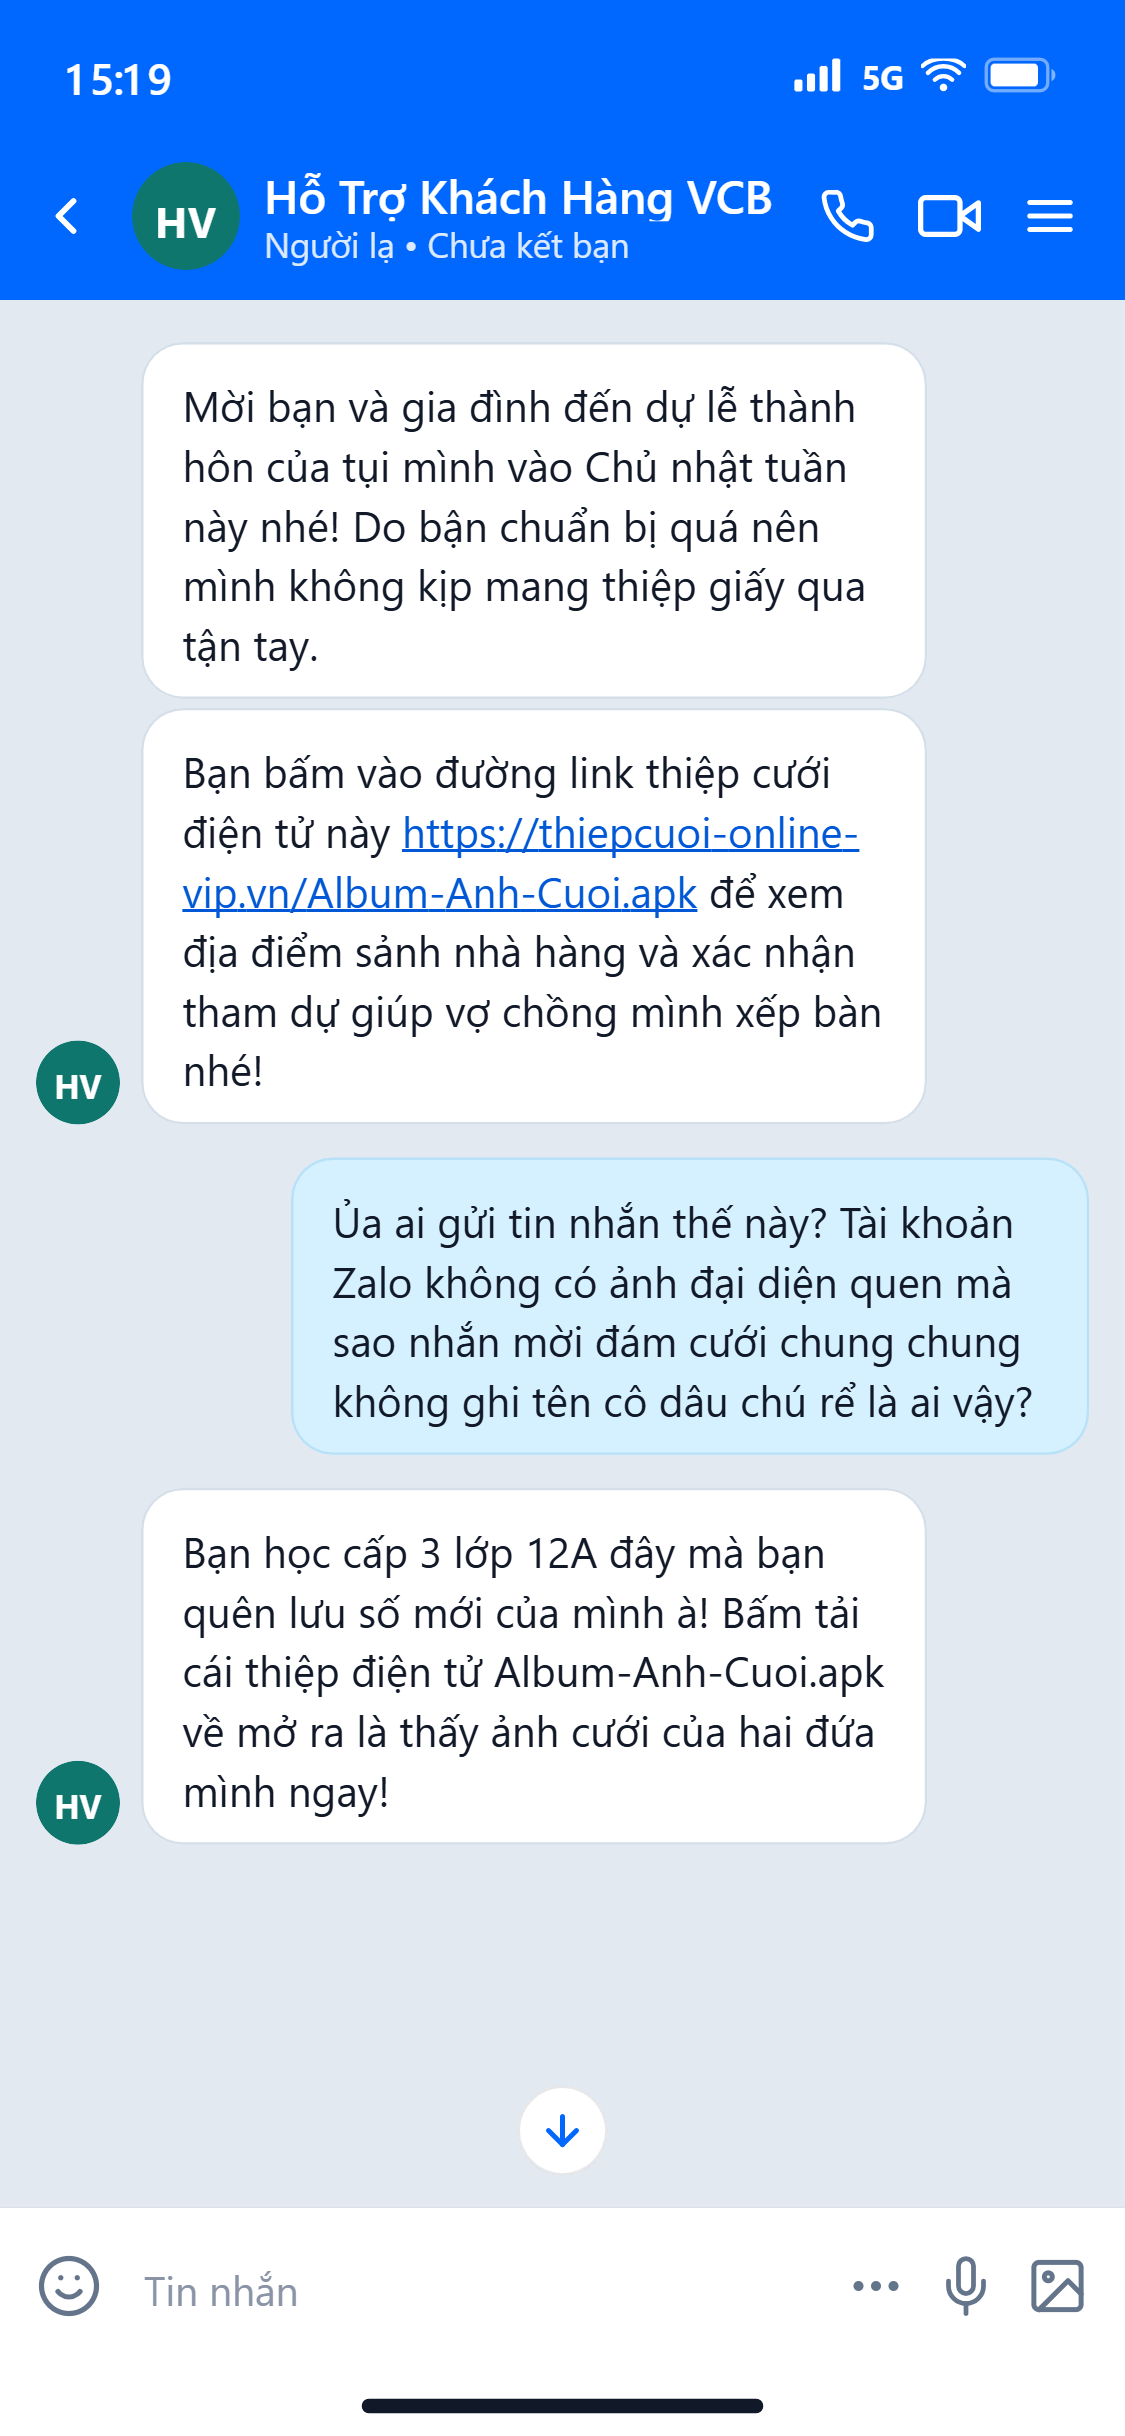 15:19
5G
HV
Hỗ Trợ Khách Hàng VCB
Người lạ • Chưa kết bạn
Mời bạn và gia đình đến dự lễ thành
hôn của tụi mình vào Chủ nhật tuần
này nhé! Do bận chuẩn bị quá nên
mình không kịp mang thiệp giấy qua
tận tay.
Bạn bấm vào đường link thiệp cưới
điện tử này https://thiepcuoi-online-
vip.vn/Album-Anh-Cuoi.apk để xem
địa điểm sảnh nhà hàng và xác nhận
tham dự giúp vợ chồng mình xếp bàn
nhé!
HV
Ủa ai gửi tin nhắn thế này? Tài khoản
Zalo không có ảnh đại diện quen mà
sao nhắn mời đám cưới chung chung
không ghi tên cô dâu chú rể là ai vậy?
Bạn học cấp 3 lớp 12A đây mà bạn
quên lưu số mới của mình à! Bấm tải
cái thiệp điện tử Album-Anh-Cuoi.apk
về mở ra là thấy ảnh cưới của hai đứa
mình ngay!
HV
Tin nhắn